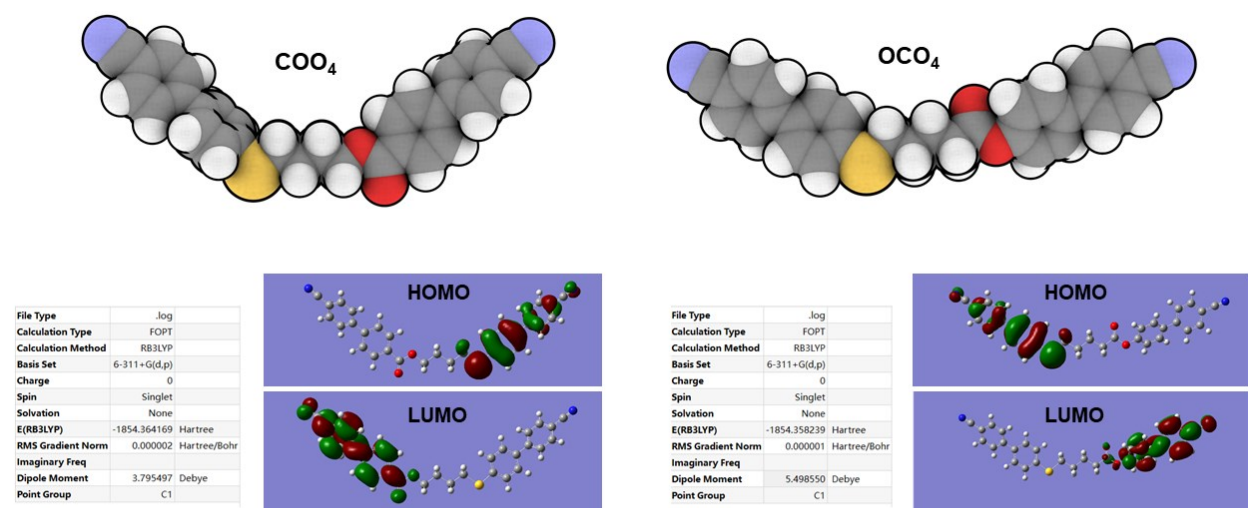 COO₄
OCO₄
HOMO
LUMO
File Type .log
Calculation Type FOPT
Calculation Method RB3LYP
Basis Set 6-311+G(d,p)
Charge 0
Spin Singlet
Solvation None
E(RB3LYP) -1854.364169 Hartree
RMS Gradient Norm 0.000002 Hartree/Bohr
Imaginary Freq
Dipole Moment 3.795497 Debye
Point Group C1
HOMO
LUMO
File Type .log
Calculation Type FOPT
Calculation Method RB3LYP
Basis Set 6-311+G(d,p)
Charge 0
Spin Singlet
Solvation None
E(RB3LYP) -1854.358239 Hartree
RMS Gradient Norm 0.000001 Hartree/Bohr
Imaginary Freq
Dipole Moment 5.498550 Debye
Point Group C1